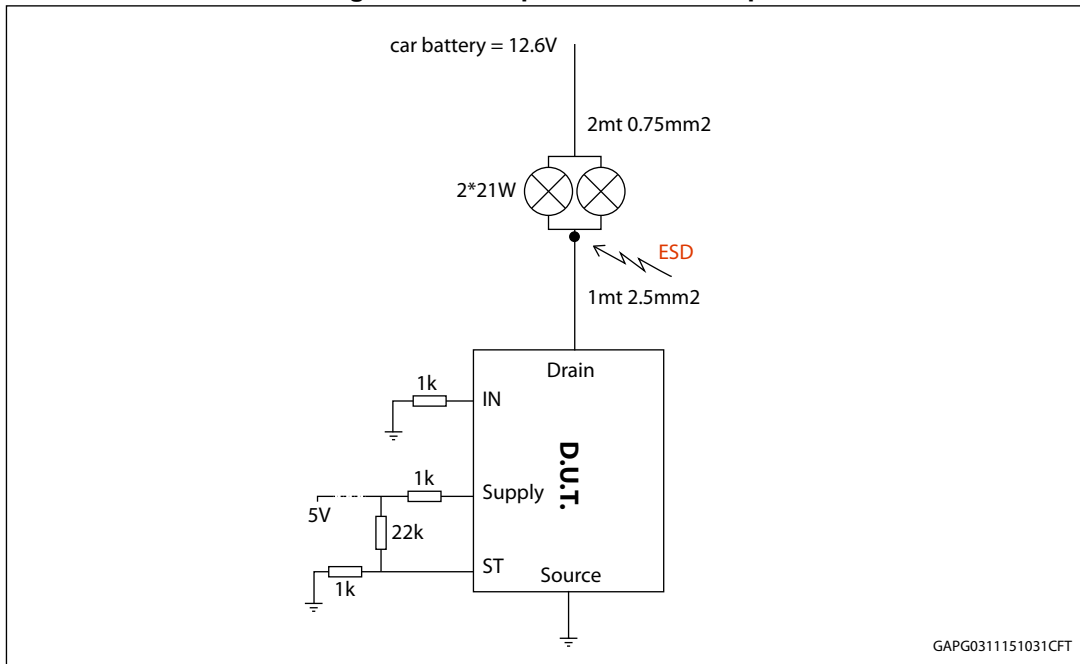 car battery = 12.6V
2mt 0.75mm2
2*21W
ESD
1mt 2.5mm2
Drain
1k
IN
D.U.T.
1k
Supply
5V
22k
ST
1k
Source
GAPG0311151031CFT